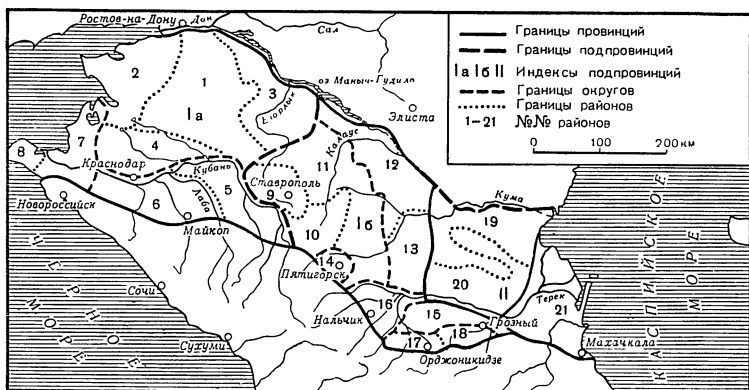 Ростов-на-Дону
Дон
Сал
оз Маныч-Гудило
Элиста
Егорлык
Калаус
Краснодар
Кубань
Лаба
Ставрополь
Кума
Новороссийск
Майкоп
Пятигорск
Сочи
Нальчик
Терек
Грозный
Сухуми
Орджоникидзе
Махачкала
ЧЕРНОЕ
МОРЕ
КАСПИЙСКОЕ
МОРЕ
1
2
3
4
5
6
7
8
9
10
11
12
13
14
15
16
17
18
19
20
21
Iа
Iб
II
Границы провинций
Границы подпровинций
Iа Iб II Индексы подпровинций
Границы округов
Границы районов
1-21 №№ районов
0 100 200 км